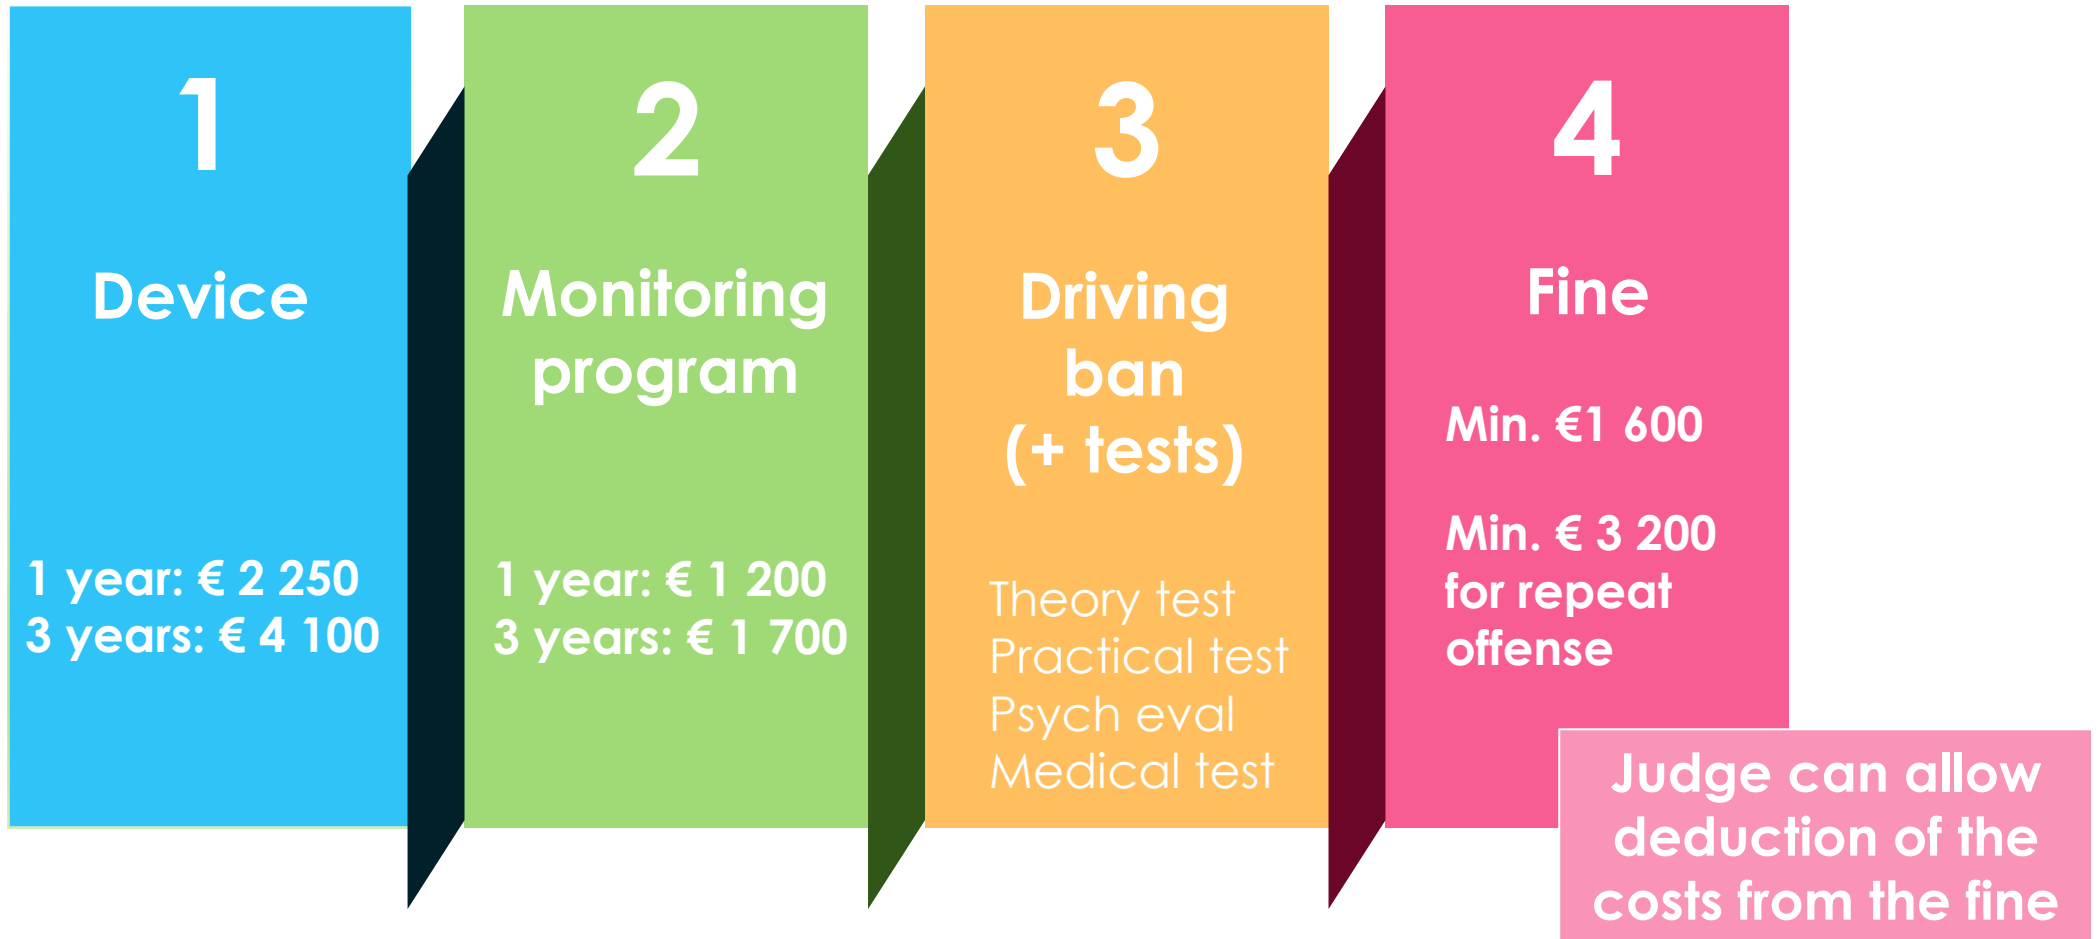 1
Device
1 year: € 2 250
3 years: € 4 100
2
Monitoring
program
1 year: € 1 200
3 years: € 1 700
3
Driving
ban
(+ tests)
Theory test
Practical test
Psych eval
Medical test
4
Fine
Min. €1 600
Min. € 3 200
for repeat
offense
Judge can allow
deduction of the
costs from the fine